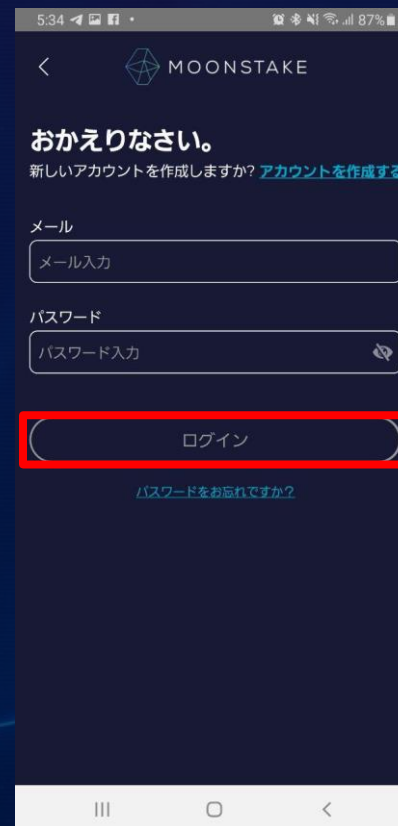 5:34
87%
MOONSTAKE
おかえりなさい。
新しいアカウントを作成しますか? アカウントを作成する
メール
メール入力
パスワード
パスワード入力
ログイン
パスワードをお忘れですか?